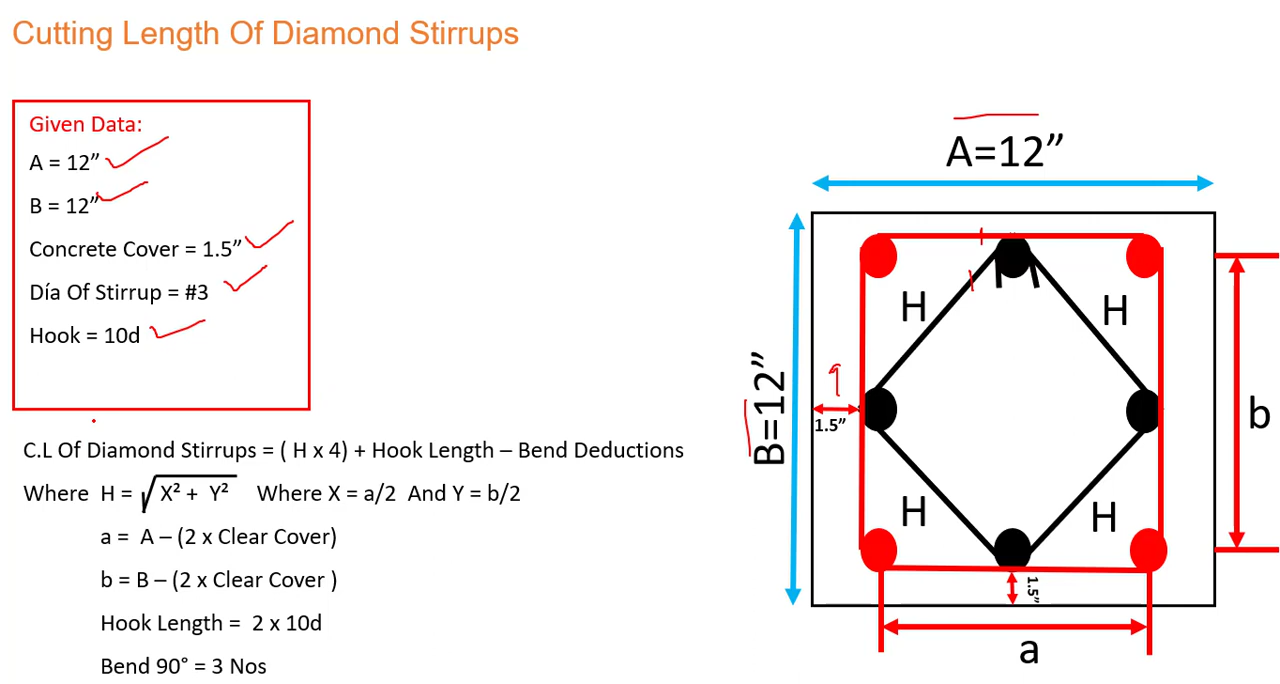 Cutting Length Of Diamond Stirrups
Given Data:
A = 12”
B = 12”
Concrete Cover = 1.5”
Día Of Stirrup = #3
Hook = 10d
C.L Of Diamond Stirrups = ( H x 4) + Hook Length – Bend Deductions
Where H = √X² + Y² Where X = a/2 And Y = b/2
a = A – (2 x Clear Cover)
b = B – (2 x Clear Cover )
Hook Length = 2 x 10d
Bend 90° = 3 Nos
A=12”
B=12”
H
H
1.5”
b
H
H
1.5”
a